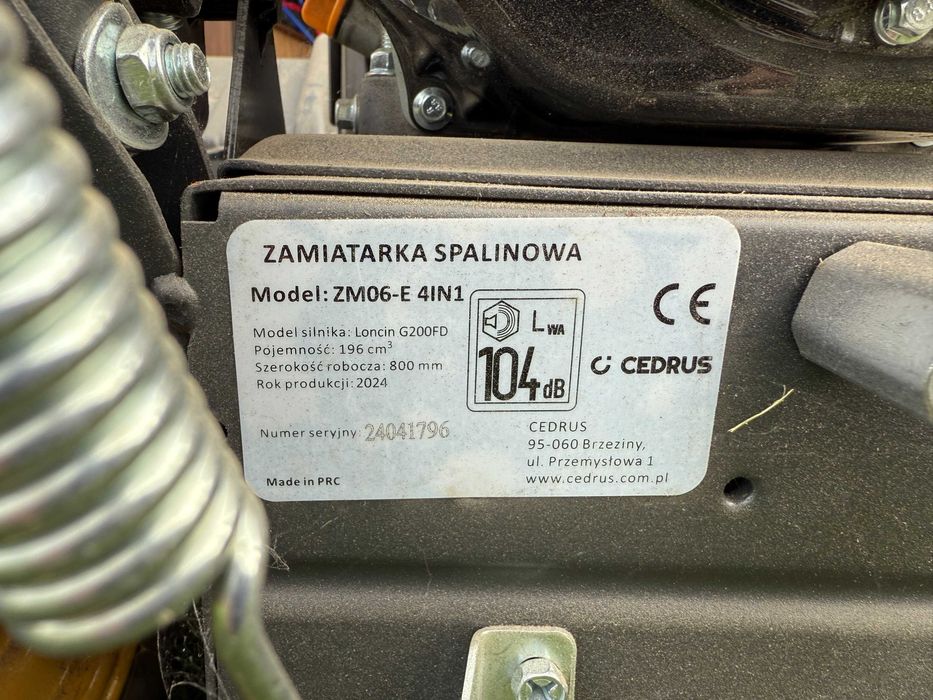 ZAMIATARKA SPALINOWA
Model: ZM06-E 4IN1
Model silnika: Loncin G200FD
Pojemność: 196 cm³
Szerokość robocza: 800 mm
Rok produkcji: 2024
Numer seryjny: 24041796
Made in PRC
LWA
104 dB
CE
CEDRUS
CEDRUS
95-060 Brzeziny,
ul. Przemysłowa 1
www.cedrus.com.pl